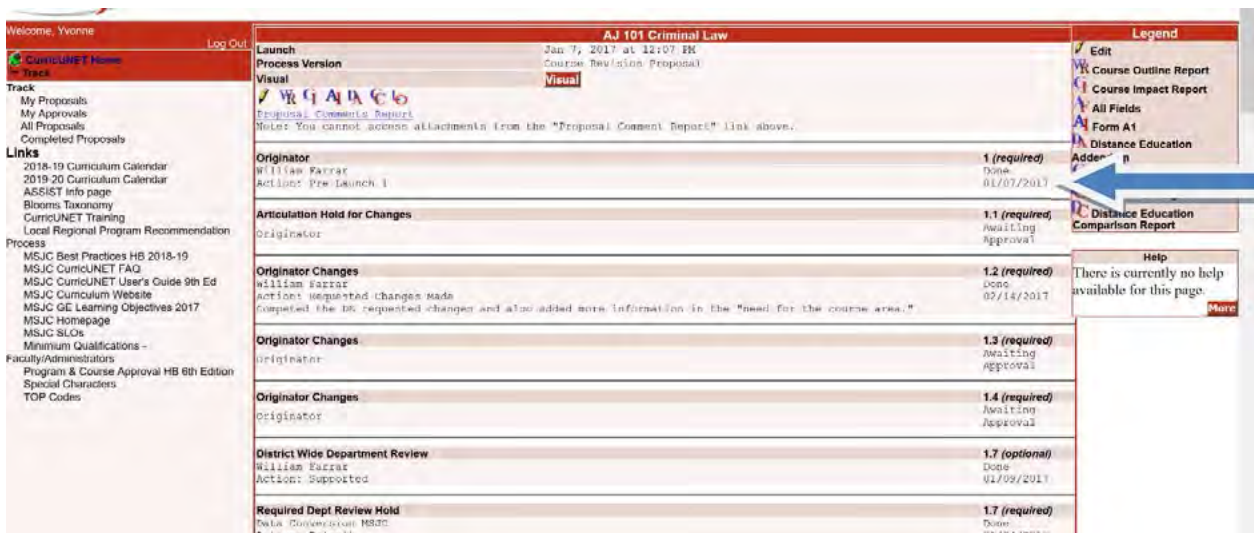 Welcome, Yvonne
Log Out
CurricUNET Home
Track
Track
My Proposals
My Approvals
All Proposals
Completed Proposals
Links
2018-19 Curriculum Calendar
2019-20 Curriculum Calendar
ASSIST Info page
Blooms Taxonomy
CurricUNET Training
Local Regional Program Recommendation
Process
MSJC Best Practices HB 2018-19
MSJC CurricUNET FAQ
MSJC CurricUNET User's Guide 9th Ed
MSJC Curriculum Website
MSJC GE Learning Objectives 2017
MSJC Homepage
MSJC SLOs
Minimum Qualifications -
Faculty/Administrators
Program & Course Approval HB 6th Edition
Special Characters
TOP Codes
AJ 101 Criminal Law
Launch Jan 7, 2017 at 12:07 PM
Process Version Course Revision Proposal
Visual Visual
Proposal Comments Report
Note: You cannot access attachments from the "Proposal Comment Report" link above.
Originator 1 (required)
William Farrar Done
Action: Pre Launch 1 01/07/2017
Articulation Hold for Changes 1.1 (required)
Originator Awaiting
Approval
Originator Changes 1.2 (required)
William Farrar Done
Action: Requested Changes Made 02/14/2017
Competed the DE requested changes and also added more information in the "need for the course area."
Originator Changes 1.3 (required)
Originator Awaiting
Approval
Originator Changes 1.4 (required)
Originator Awaiting
Approval
District Wide Department Review 1.7 (optional)
William Farrar Done
Action: Supported 01/09/2017
Required Dept Review Hold 1.7 (required)
Data Conversion MSJC Done
Legend
Edit
WR Course Outline Report
CI Course Impact Report
All Fields
A1 Form A1
DA Distance Education
DC Distance Education
Comparison Report
Help
There is currently no help
available for this page.
More